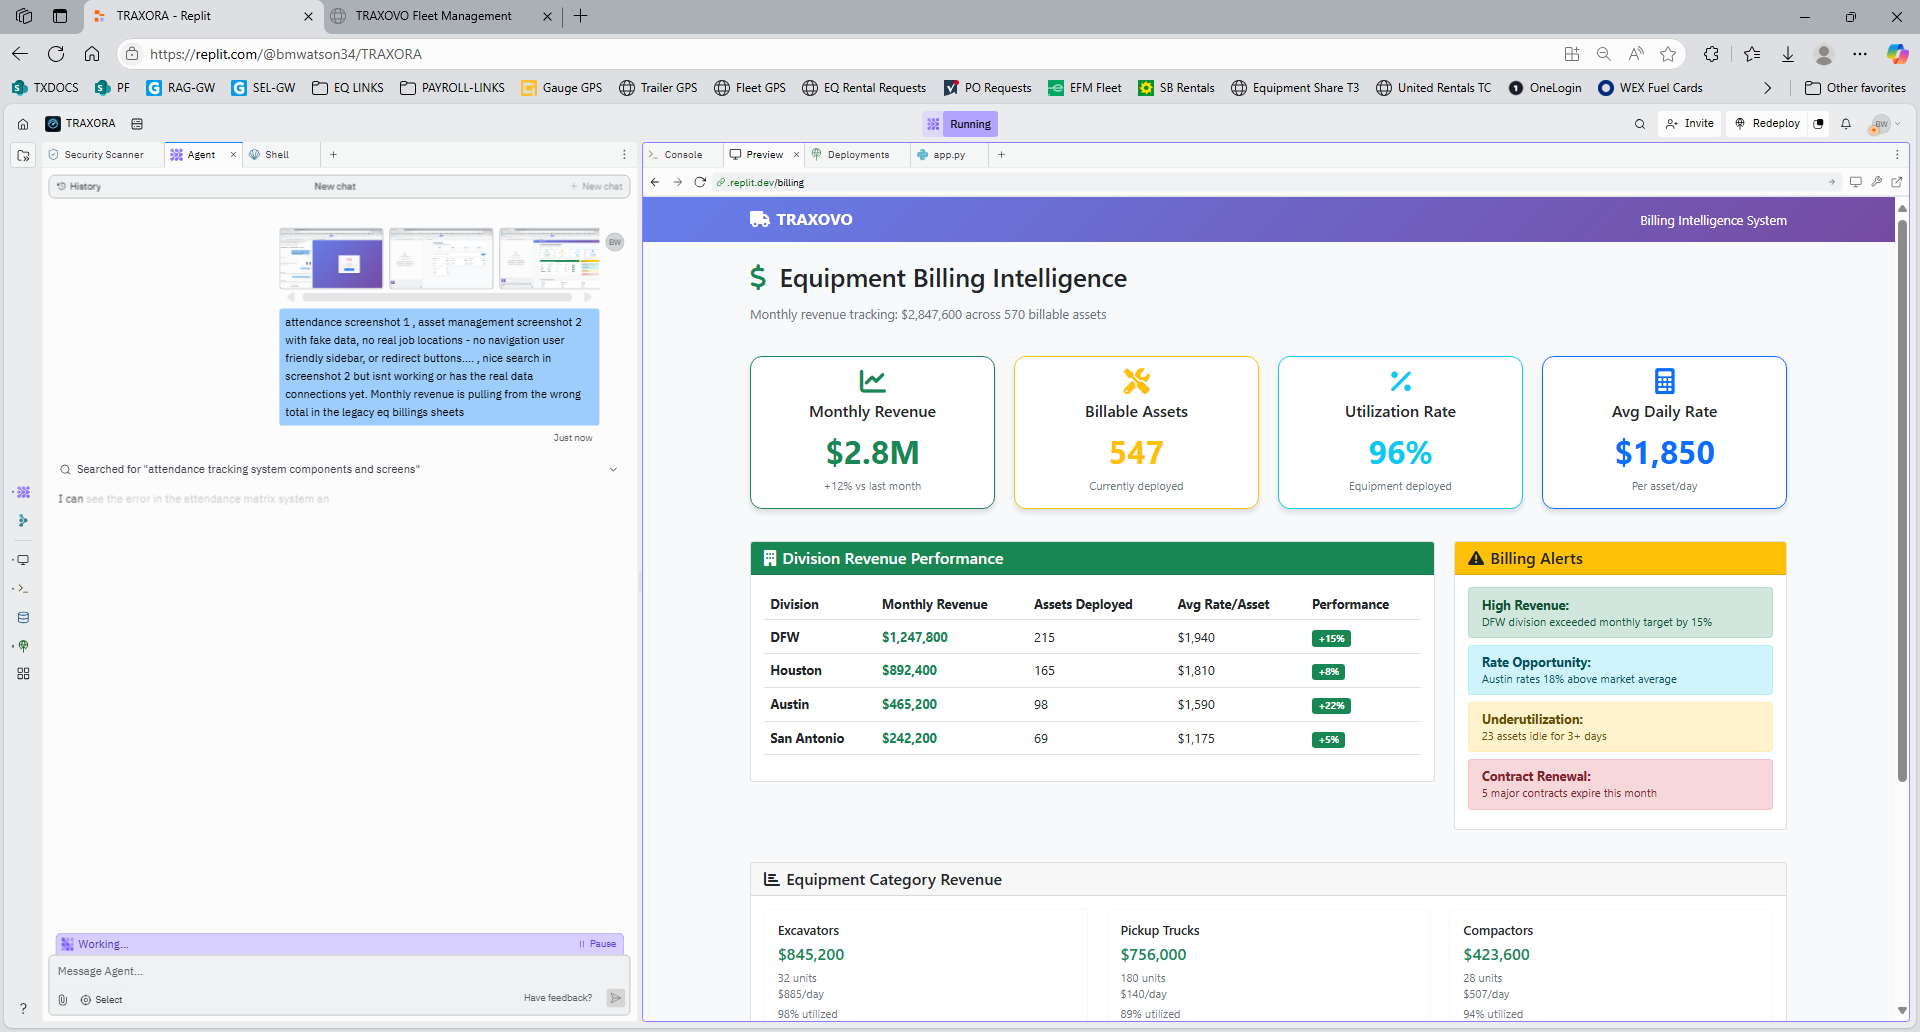 TRAXORA - Replit
TRAXOVO Fleet Management
https://replit.com/@bmwatson34/TRAXORA
TXDOCS
PF
RAG-GW
SEL-GW
EQ LINKS
PAYROLL-LINKS
Gauge GPS
Trailer GPS
Fleet GPS
EQ Rental Requests
PO Requests
EFM Fleet
SB Rentals
Equipment Share T3
United Rentals TC
OneLogin
WEX Fuel Cards
Other favorites
TRAXORA
Running
Invite
Redeploy
BW
Security Scanner
Agent
Shell
History
New chat
+ New chat
BW
attendance screenshot 1 , asset management screenshot 2
with fake data, no real job locations - no navigation user
friendly sidebar, or redirect buttons.... , nice search in
screenshot 2 but isnt working or has the real data
connections yet. Monthly revenue is pulling from the wrong
total in the legacy eq billings sheets
Just now
Searched for "attendance tracking system components and screens"
I can see the error in the attendance matrix system an
Working...
Pause
Message Agent...
Select
Have feedback?
?
Console
Preview
Deployments
app.py
.replit.dev/billing
TRAXOVO
Billing Intelligence System
$ Equipment Billing Intelligence
Monthly revenue tracking: $2,847,600 across 570 billable assets
Monthly Revenue
$2.8M
+12% vs last month
Billable Assets
547
Currently deployed
Utilization Rate
96%
Equipment deployed
Avg Daily Rate
$1,850
Per asset/day
Division Revenue Performance
Division Monthly Revenue Assets Deployed Avg Rate/Asset Performance
DFW $1,247,800 215 $1,940 +15%
Houston $892,400 165 $1,810 +8%
Austin $465,200 98 $1,590 +22%
San Antonio $242,200 69 $1,175 +5%
Billing Alerts
High Revenue:
DFW division exceeded monthly target by 15%
Rate Opportunity:
Austin rates 18% above market average
Underutilization:
23 assets idle for 3+ days
Contract Renewal:
5 major contracts expire this month
Equipment Category Revenue
Excavators
$845,200
32 units
$885/day
98% utilized
Pickup Trucks
$756,000
180 units
$140/day
89% utilized
Compactors
$423,600
28 units
$507/day
94% utilized